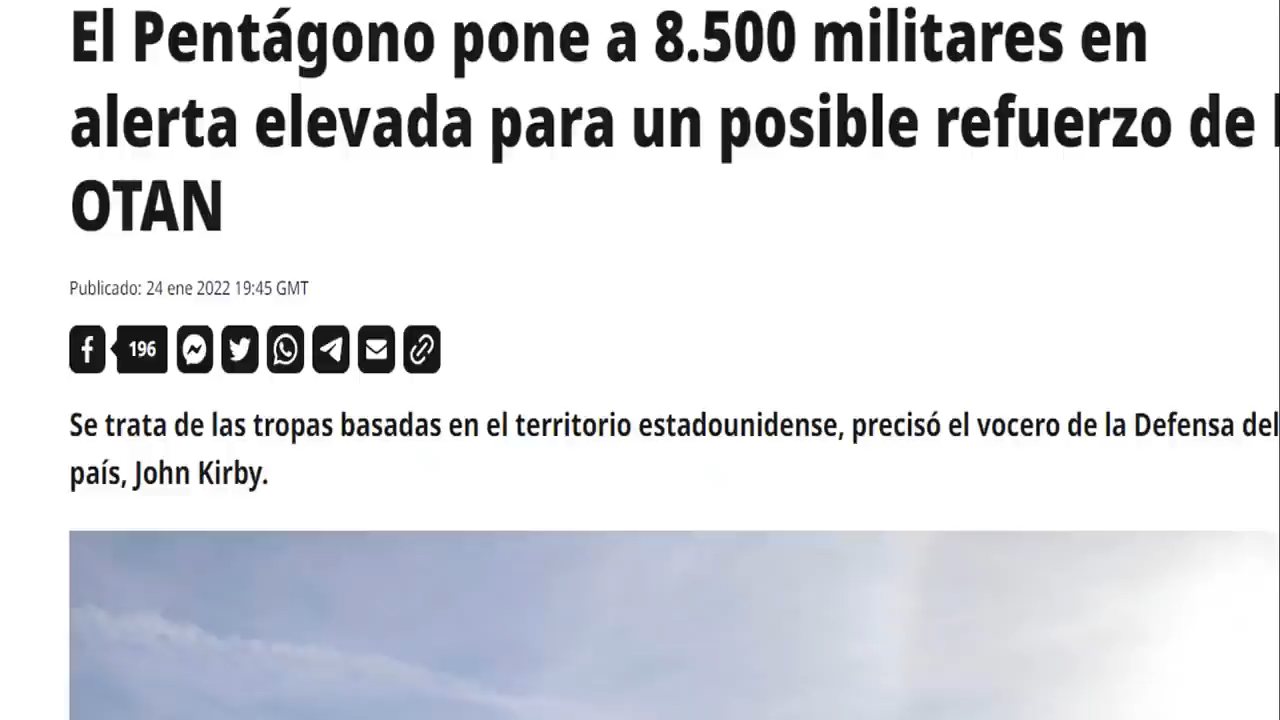 El Pentágono pone a 8.500 militares en
alerta elevada para un posible refuerzo de
OTAN
Publicado: 24 ene 2022 19:45 GMT
196
Se trata de las tropas basadas en el territorio estadounidense, precisó el vocero de la Defensa del
país, John Kirby.